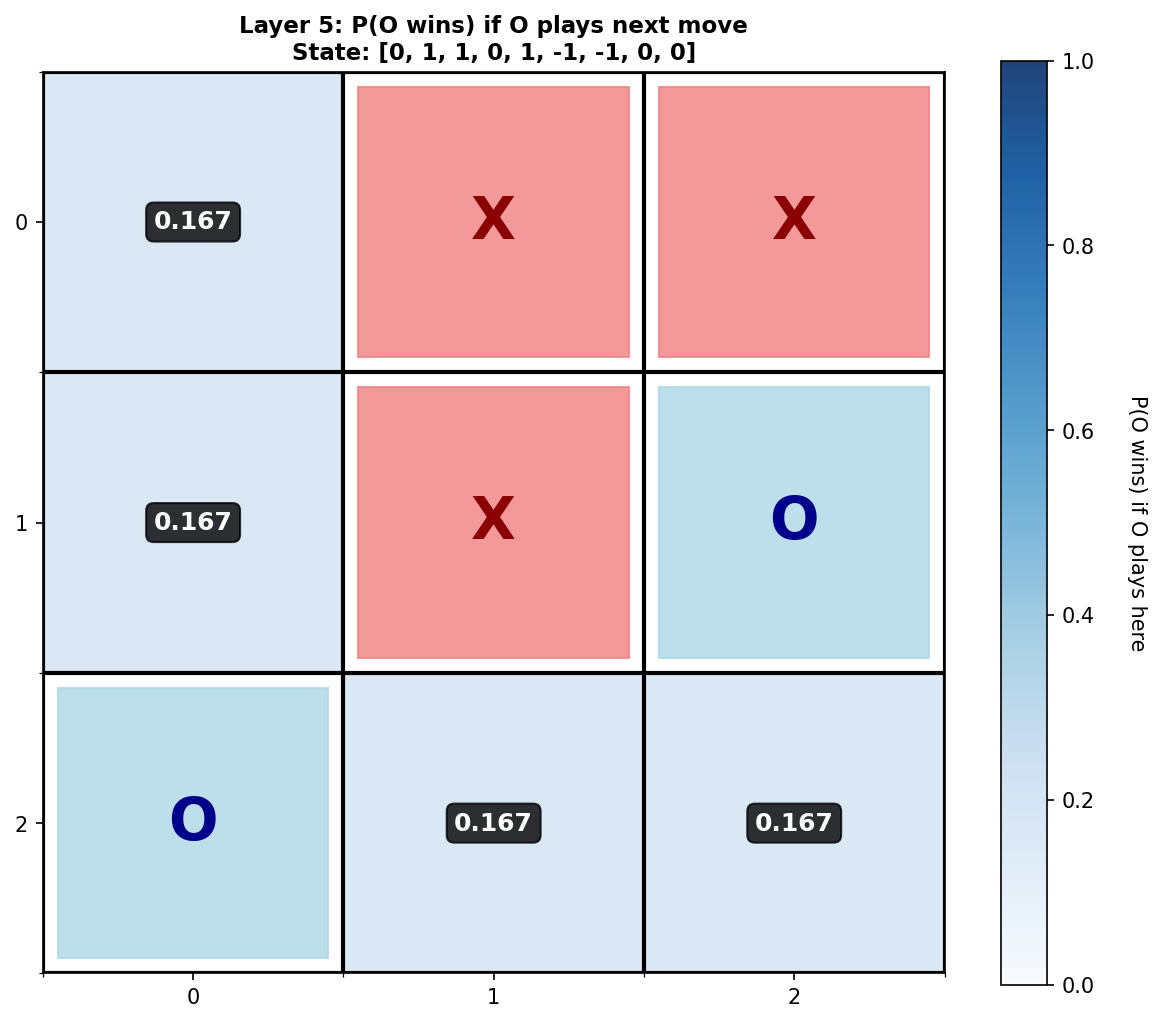 Layer 5: P(O wins) if O plays next move
State: [0, 1, 1, 0, 1, -1, -1, 0, 0]
0.167
X
X
0.167
X
O
O
0.167
0.167
0
1
2
0
1
2
1.0
0.8
0.6
0.4
0.2
0.0
P(O wins) if O plays here